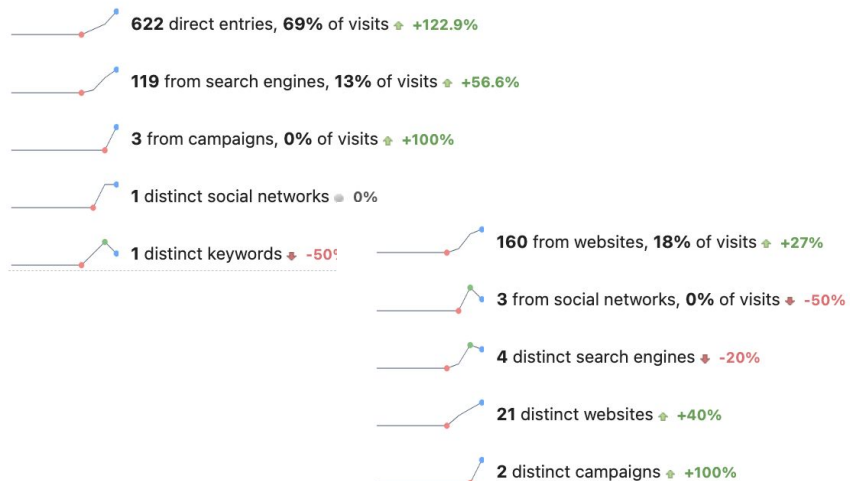 622 direct entries, 69% of visits +122.9%
119 from search engines, 13% of visits +56.6%
3 from campaigns, 0% of visits +100%
1 distinct social networks 0%
1 distinct keywords -50%
160 from websites, 18% of visits +27%
3 from social networks, 0% of visits -50%
4 distinct search engines -20%
21 distinct websites +40%
2 distinct campaigns +100%